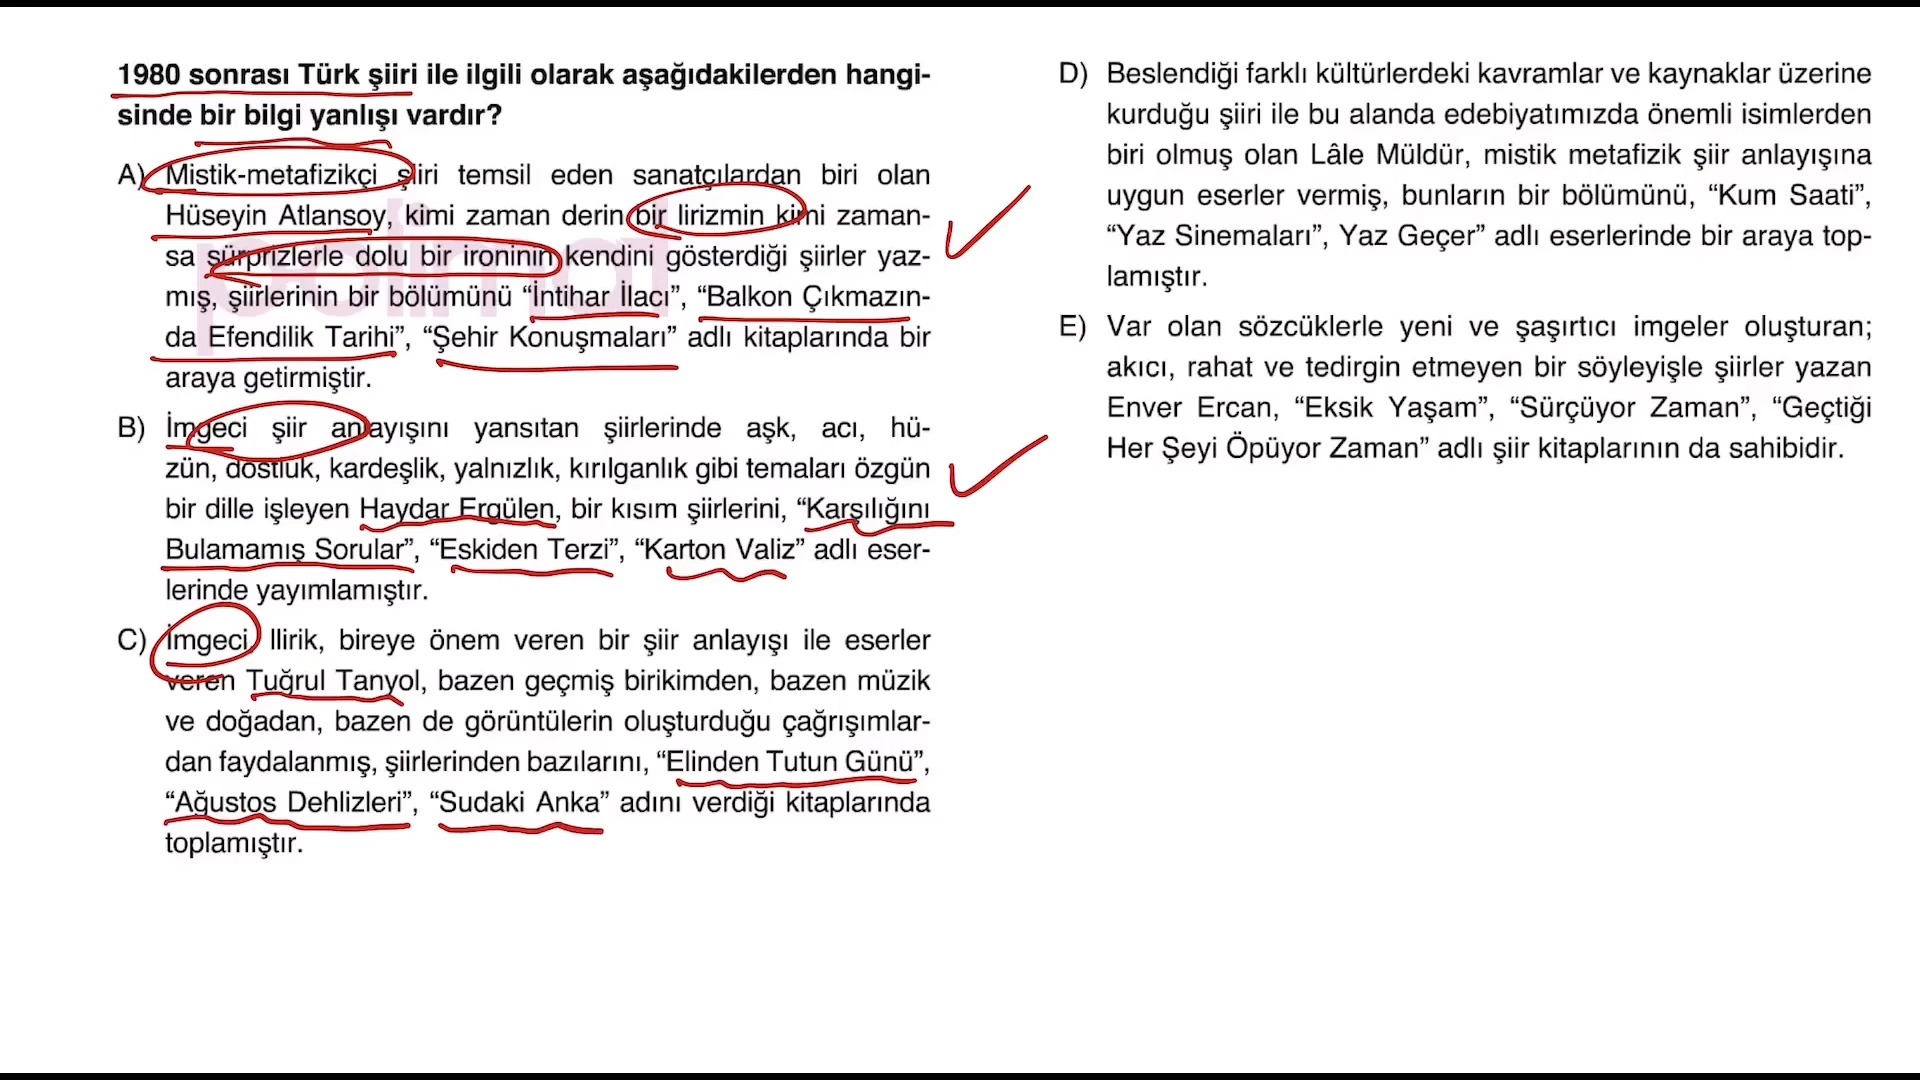 1980 sonrası Türk şiiri ile ilgili olarak aşağıdakilerden hangi-
sinde bir bilgi yanlışı vardır?
A) Mistik-metafizikçi şiiri temsil eden sanatçılardan biri olan
Hüseyin Atlansoy, kimi zaman derin bir lirizmin kimi zaman-
sa sürprizlerle dolu bir ironinin kendini gösterdiği şiirler yaz-
mış, şiirlerinin bir bölümünü “İntihar İlacı”, “Balkon Çıkmazın-
da Efendilik Tarihi”, “Şehir Konuşmaları” adlı kitaplarında bir
araya getirmiştir.
B) İmgeci şiir anlayışını yansıtan şiirlerinde aşk, acı, hü-
zün, dostluk, kardeşlik, yalnızlık, kırılganlık gibi temaları özgün
bir dille işleyen Haydar Ergülen, bir kısım şiirlerini, “Karşılığını
Bulamamış Sorular”, “Eskiden Terzi”, “Karton Valiz” adlı eser-
lerinde yayımlamıştır.
C) İmgeci, llirik, bireye önem veren bir şiir anlayışı ile eserler
veren Tuğrul Tanyol, bazen geçmiş birikimden, bazen müzik
ve doğadan, bazen de görüntülerin oluşturduğu çağrışımlar-
dan faydalanmış, şiirlerinden bazılarını, “Elinden Tutun Günü”,
“Ağustos Dehlizleri”, “Sudaki Anka” adını verdiği kitaplarında
toplamıştır.
D) Beslendiği farklı kültürlerdeki kavramlar ve kaynaklar üzerine
kurduğu şiiri ile bu alanda edebiyatımızda önemli isimlerden
biri olmuş olan Lâle Müldür, mistik metafizik şiir anlayışına
uygun eserler vermiş, bunların bir bölümünü, “Kum Saati”,
“Yaz Sinemaları”, Yaz Geçer” adlı eserlerinde bir araya top-
lamıştır.
E) Var olan sözcüklerle yeni ve şaşırtıcı imgeler oluşturan;
akıcı, rahat ve tedirgin etmeyen bir söyleyişle şiirler yazan
Enver Ercan, “Eksik Yaşam”, “Sürçüyor Zaman”, “Geçtiği
Her Şeyi Öpüyor Zaman” adlı şiir kitaplarının da sahibidir.